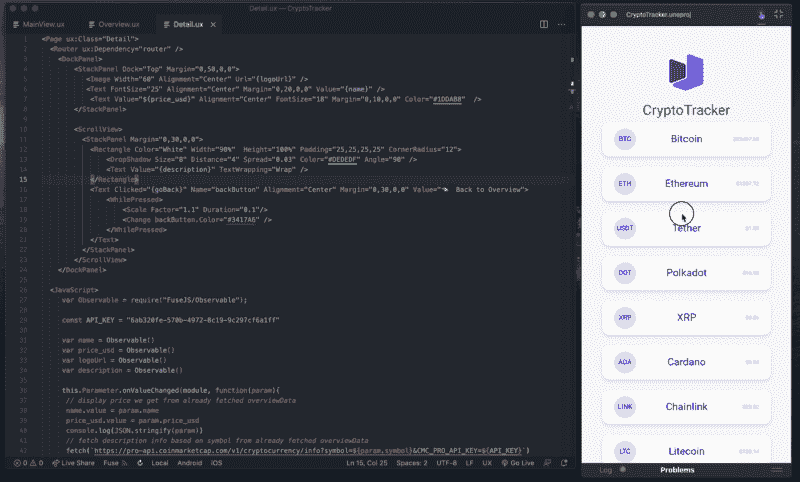 Detail.ux — CryptoTracker
MainView.ux
Overview.ux
Detail.ux
1 <Page ux:Class="Detail">
2 <Router ux:Dependency="router" />
3 <DockPanel>
4 <StackPanel Dock="Top" Margin="0,50,0,0">
5 <Image Width="60" Alignment="Center" Url="{logoUrl}" />
6 <Text FontSize="25" Alignment="Center" Margin="0,20,0,0" Value="{name}" />
7 <Text Value="${price_usd}" Alignment="Center" FontSize="18" Margin="0,10,0,0" Color="#1DDAB8" />
8 </StackPanel>
9
10 <ScrollView>
11 <StackPanel Margin="0,30,0,0">
12 <Rectangle Color="White" Width="90%" Height="100%" Padding="25,25,25,25" CornerRadius="12">
13 <DropShadow Size="8" Distance="4" Spread="0.03" Color="#DEDEDF" Angle="90" />
14 <Text Value="{description}" TextWrapping="Wrap" />
15 </Rectangle>
16 <Text Clicked="{goBack}" Name="backButton" Alignment="Center" Margin="0,30,0,0" Value="↰ Back to Overview">
17 <WhilePressed>
18 <Scale Factor="1.1" Duration="0.1"/>
19 <Change backButton.Color="#3417A6" />
20 </WhilePressed>
21 </Text>
22 </StackPanel>
23 </ScrollView>
24 </DockPanel>
25
26 <JavaScript>
27 var Observable = require("FuseJS/Observable");
28
29 const API_KEY =
30
31 var name = Observable()
32 var price_usd = Observable()
33 var logoUrl = Observable()
34 var description = Observable()
35
36 this.Parameter.onValueChanged(module, function(param){
37 // display price we get from already fetched overviewData
38 name.value = param.name
39 price_usd.value = param.price_usd
40 console.log(JSON.stringify(param))
41 // fetch description info based on symbol from already fetched overviewData
42 fetch(`https://pro-api.coinmarketcap.com/v1/cryptocurrency/info?symbol=${param.symbol}&CMC_PRO_API_KEY=${API_KEY}`)
0 0 Live Share Fuse Local Android iOS Ln 15, Col 25 Spaces: 2 UTF-8 LF UX Go Live
CryptoTracker.unoproj
CryptoTracker
BTC Bitcoin
ETH Ethereum
USDT Tether
DOT Polkadot
XRP XRP
ADA Cardano
LINK Chainlink
LTC Litecoin
Log Problems